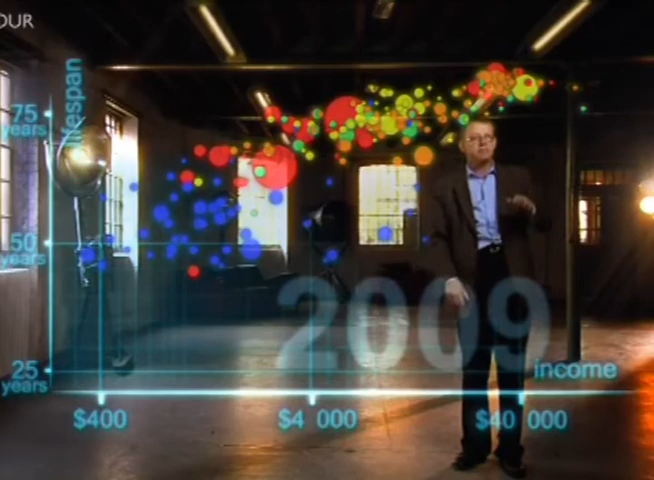 OUR
lifespan
75
years
50
years
2009
25
years
income
$400
$4 000
$40 000